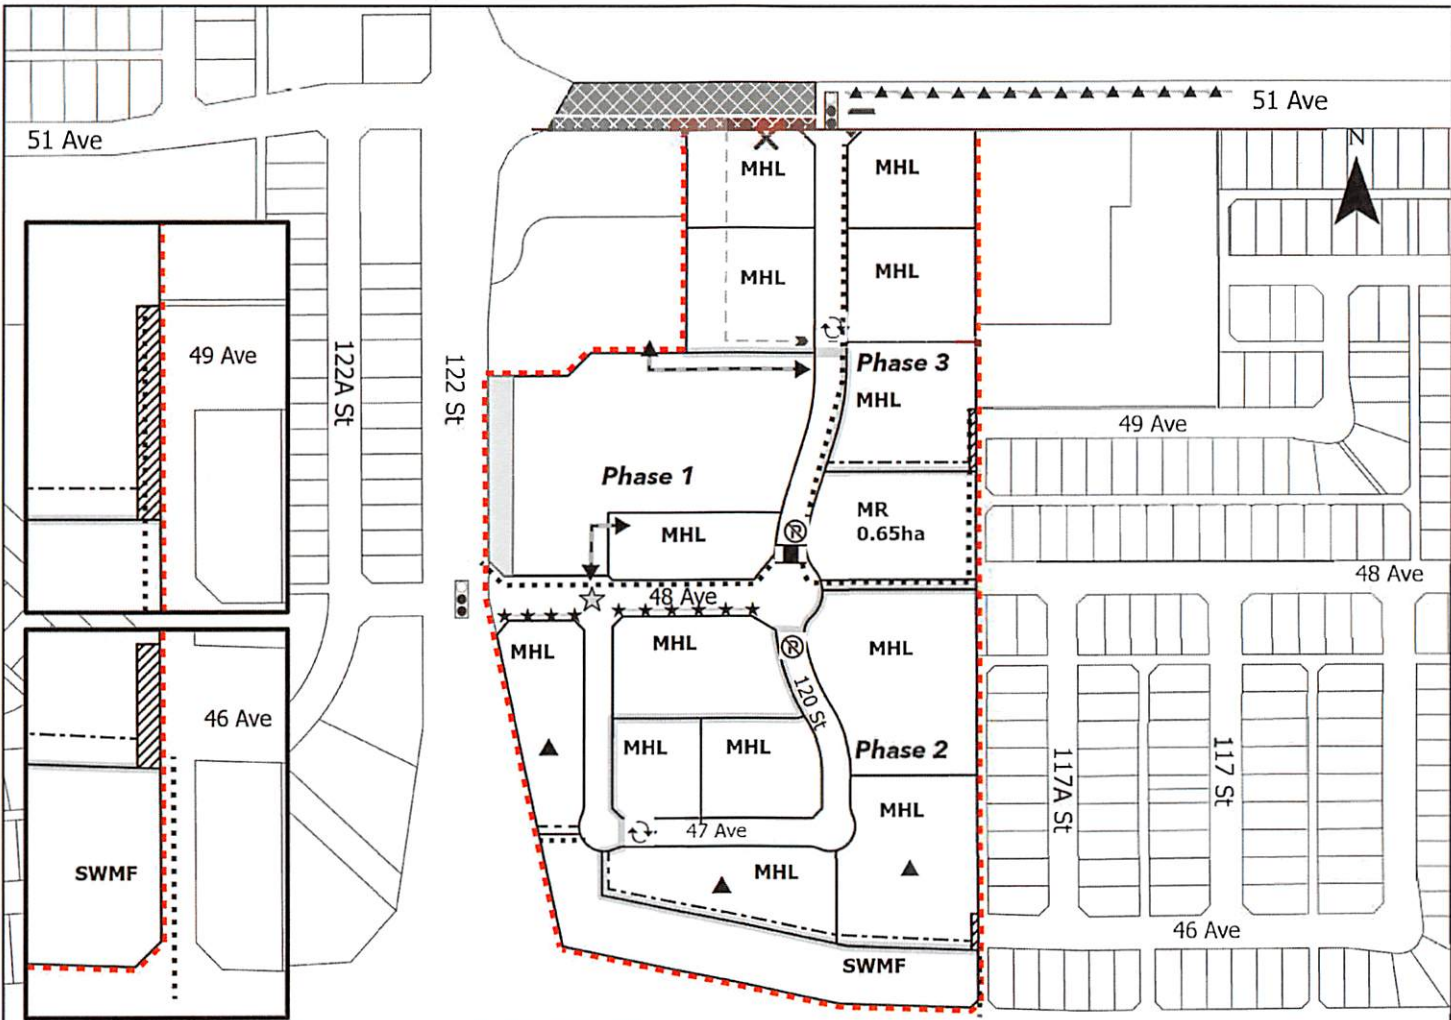 51 Ave
51 Ave
N
MHL
MHL
MHL
MHL
49 Ave
122A St
122 St
Phase 3
MHL
49 Ave
Phase 1
MR
0.65ha
MHL
R
48 Ave
48 Ave
MHL
MHL
R
MHL
120 St
46 Ave
MHL
MHL
Phase 2
117A St
117 St
MHL
47 Ave
SWMF
MHL
46 Ave
SWMF